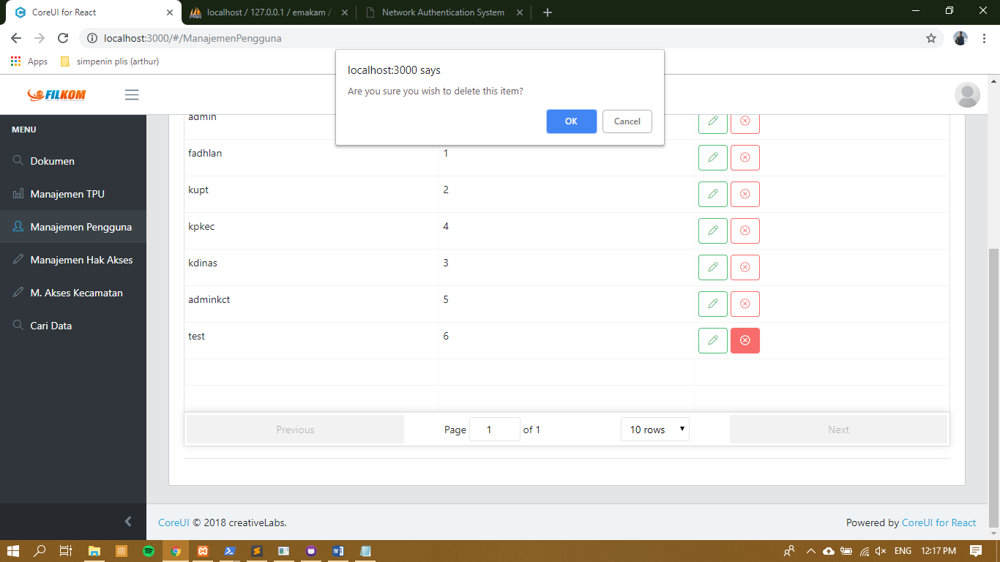 CoreUI for React
localhost / 127.0.0.1 / emakam /
Network Authentication System
localhost:3000/#/ManajemenPengguna
Apps
simpenin plis (arthur)
localhost:3000 says
Are you sure you wish to delete this item?
OK
Cancel
FILKOM
MENU
Dokumen
Manajemen TPU
Manajemen Pengguna
Manajemen Hak Akses
M. Akses Kecamatan
Cari Data
admin
fadhlan 1
kupt 2
kpkec 4
kdinas 3
adminkct 5
test 6
Previous
Page 1 of 1
10 rows
Next
CoreUI © 2018 creativeLabs.
Powered by CoreUI for React
ENG
12:17 PM